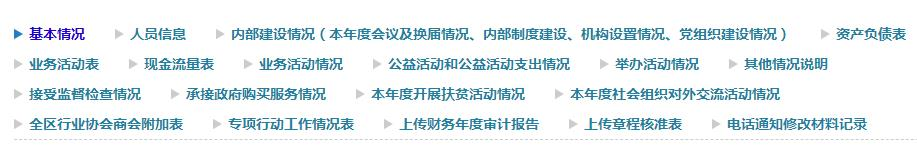 基本情况 人员信息 内部建设情况（本年度会议及换届情况、内部制度建设、机构设置情况、党组织建设情况） 资产负债表
业务活动表 现金流量表 业务活动情况 公益活动和公益活动支出情况 举办活动情况 其他情况说明
接受监督检查情况 承接政府购买服务情况 本年度开展扶贫活动情况 本年度社会组织对外交流活动情况
全区行业协会商会附加表 专项行动工作情况表 上传财务年度审计报告 上传章程核准表 电话通知修改材料记录